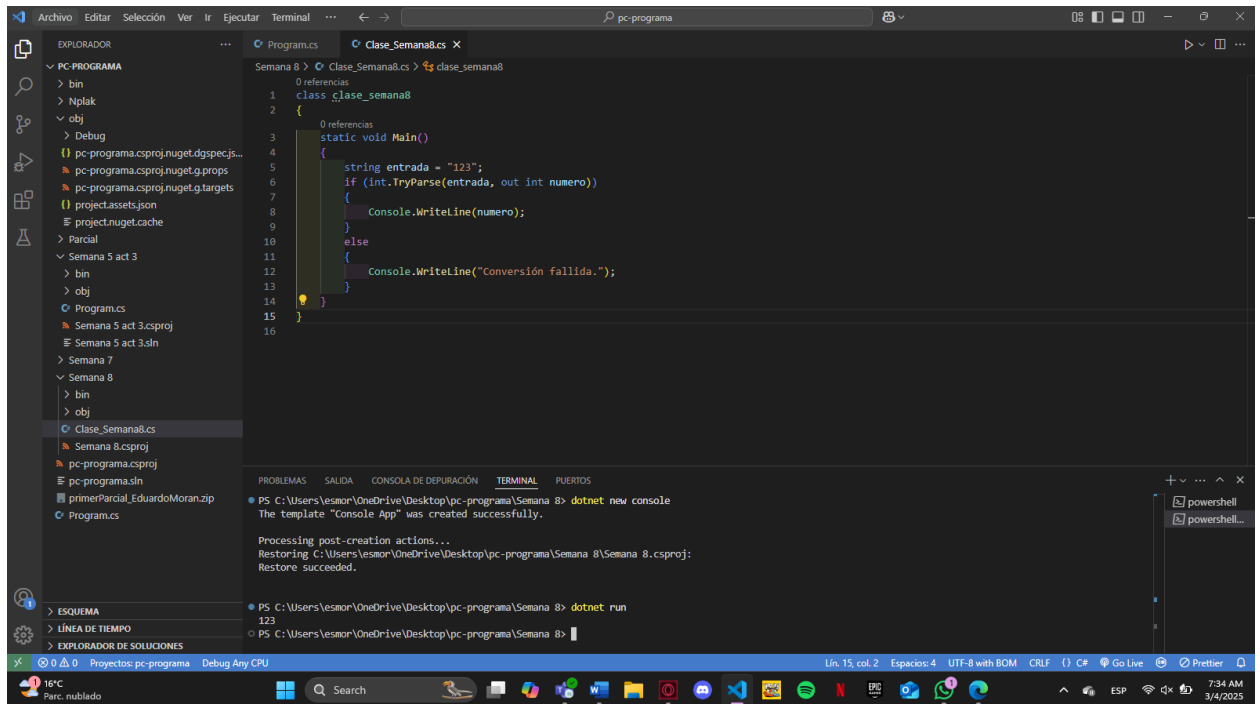 Archivo Editar Selección Ver Ir Ejecutar Terminal ··· pc-programa
EXPLORADOR ···
PC-PROGRAMA
bin
Nplak
obj
Debug
pc-programa.csproj.nuget.dgspec.js...
pc-programa.csproj.nuget.g.props
pc-programa.csproj.nuget.g.targets
project.assets.json
project.nuget.cache
Parcial
Semana 5 act 3
bin
obj
Program.cs
Semana 5 act 3.csproj
Semana 5 act 3.sln
Semana 7
Semana 8
bin
obj
Clase_Semana8.cs
Semana 8.csproj
pc-programa.csproj
pc-programa.sln
primerParcial_EduardoMoran.zip
Program.cs
ESQUEMA
LÍNEA DE TIEMPO
EXPLORADOR DE SOLUCIONES
Program.cs Clase_Semana8.cs
Semana 8 > Clase_Semana8.cs > clase_semana8
0 referencias
1 class clase_semana8
2 {
0 referencias
3 static void Main()
4 {
5 string entrada = "123";
6 if (int.TryParse(entrada, out int numero))
7 {
8 Console.WriteLine(numero);
9 }
10 else
11 {
12 Console.WriteLine("Conversión fallida.");
13 }
14 }
15 }
16
PROBLEMAS SALIDA CONSOLA DE DEPURACIÓN TERMINAL PUERTOS
PS C:\Users\esmor\OneDrive\Desktop\pc-programa\Semana 8> dotnet new console
The template "Console App" was created successfully.
Processing post-creation actions...
Restoring C:\Users\esmor\OneDrive\Desktop\pc-programa\Semana 8\Semana 8.csproj:
Restore succeeded.
PS C:\Users\esmor\OneDrive\Desktop\pc-programa\Semana 8> dotnet run
123
PS C:\Users\esmor\OneDrive\Desktop\pc-programa\Semana 8>
powershell
powershell...
0 0 Proyectos: pc-programa Debug Any CPU Lín. 15, col. 2 Espacios: 4 UTF-8 with BOM CRLF {} C# Go Live Prettier
1
16°C
Parc. nublado
Search
EPIC
ESP
7:34 AM
3/4/2025